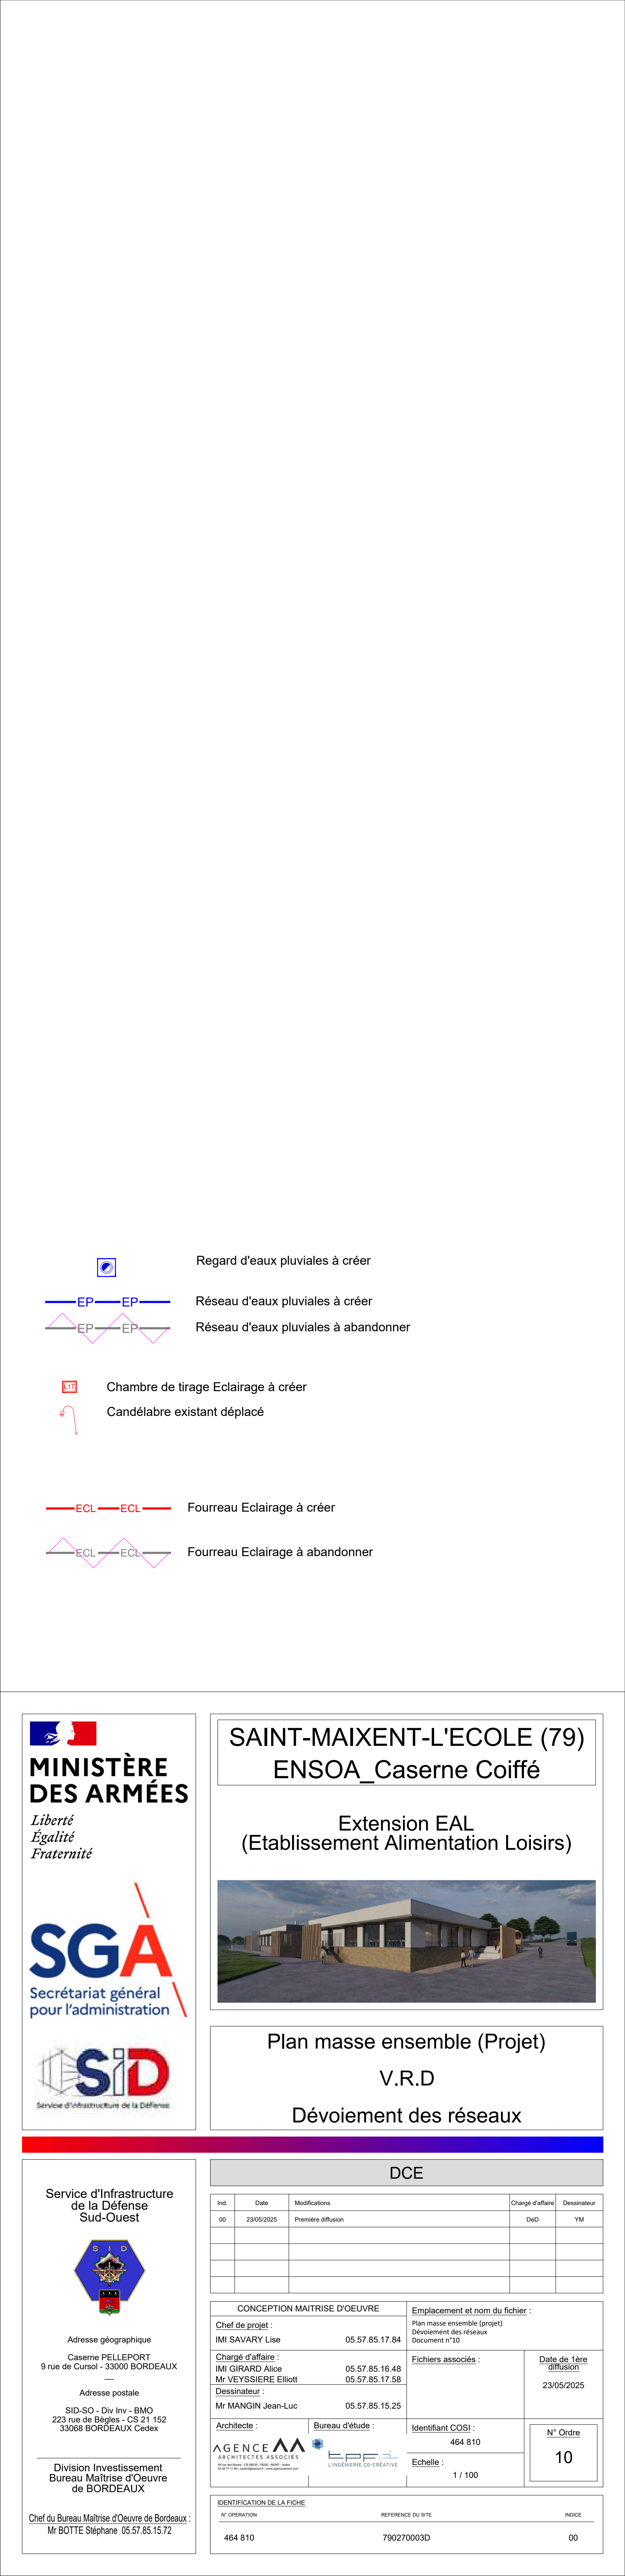 Regard d'eaux pluviales à créer
EP EP Réseau d'eaux pluviales à créer
EP EP Réseau d'eaux pluviales à abandonner
L1T Chambre de tirage Eclairage à créer
Candélabre existant déplacé
ECL ECL Fourreau Eclairage à créer
ECL ECL Fourreau Eclairage à abandonner
MINISTÈRE
DES ARMÉES
Liberté
Égalité
Fraternité
SGA
Secrétariat général
pour l'administration
SID
Service d'Infrastructure de la Défense
SAINT-MAIXENT-L'ECOLE (79)
ENSOA_Caserne Coiffé
Extension EAL
(Etablissement Alimentation Loisirs)
Plan masse ensemble (Projet)
V.R.D
Dévoiement des réseaux
Service d'Infrastructure
de la Défense
Sud-Ouest
S I D
Adresse géographique
Caserne PELLEPORT
9 rue de Cursol - 33000 BORDEAUX
Adresse postale
SID-SO - Div Inv - BMO
223 rue de Bègles - CS 21 152
33068 BORDEAUX Cedex
Division Investissement
Bureau Maîtrise d'Oeuvre
de BORDEAUX
Chef du Bureau Maîtrise d'Oeuvre de Bordeaux :
Mr BOTTE Stéphane 05.57.85.15.72
DCE
Ind. Date Modifications Chargé d'affaire Dessinateur
00 23/05/2025 Première diffusion DeD YM
CONCEPTION MAITRISE D'OEUVRE
Chef de projet :
IMI SAVARY Lise 05.57.85.17.84
Chargé d'affaire :
IMI GIRARD Alice 05.57.85.16.48
Mr VEYSSIERE Elliott 05.57.85.17.58
Dessinateur :
Mr MANGIN Jean-Luc 05.57.85.15.25
Architecte :
AGENCE AA
ARCHITECTES ASSOCIÉS
Bureau d'étude :
tpfi
L'INGÉNIERIE CO-CRÉATIVE
Emplacement et nom du fichier :
Plan masse ensemble (projet)
Dévoiement des réseaux
Document n°10
Fichiers associés :
Date de 1ère
diffusion
23/05/2025
Identifiant COSI :
464 810
Echelle :
1 / 100
N° Ordre
10
IDENTIFICATION DE LA FICHE
N° OPERATION REFERENCE DU SITE INDICE
464 810 790270003D 00